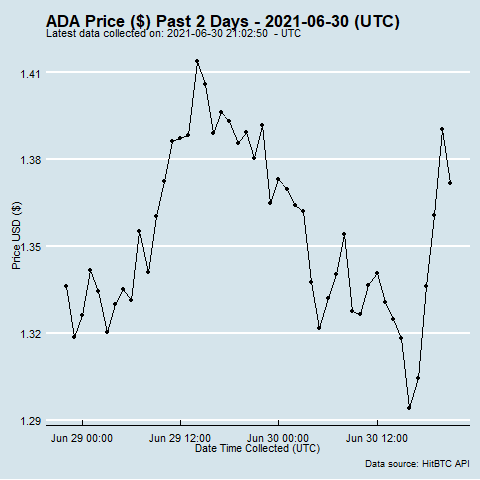 ADA Price ($) Past 2 Days - 2021-06-30 (UTC)
Latest data collected on: 2021-06-30 21:02:50 - UTC
1.41
1.38
1.35
1.32
1.29
Price USD ($)
Jun 29 00:00 Jun 29 12:00 Jun 30 00:00 Jun 30 12:00
Date Time Collected (UTC)
Data source: HitBTC API